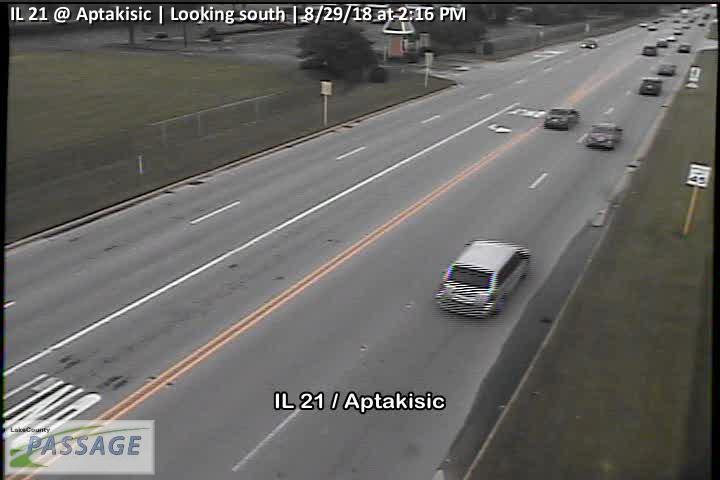 IL 21 @ Aptakisic | Looking south | 8/29/18 at 2:16 PM
IL 21 / Aptakisic
LakeCounty
PASSAGE